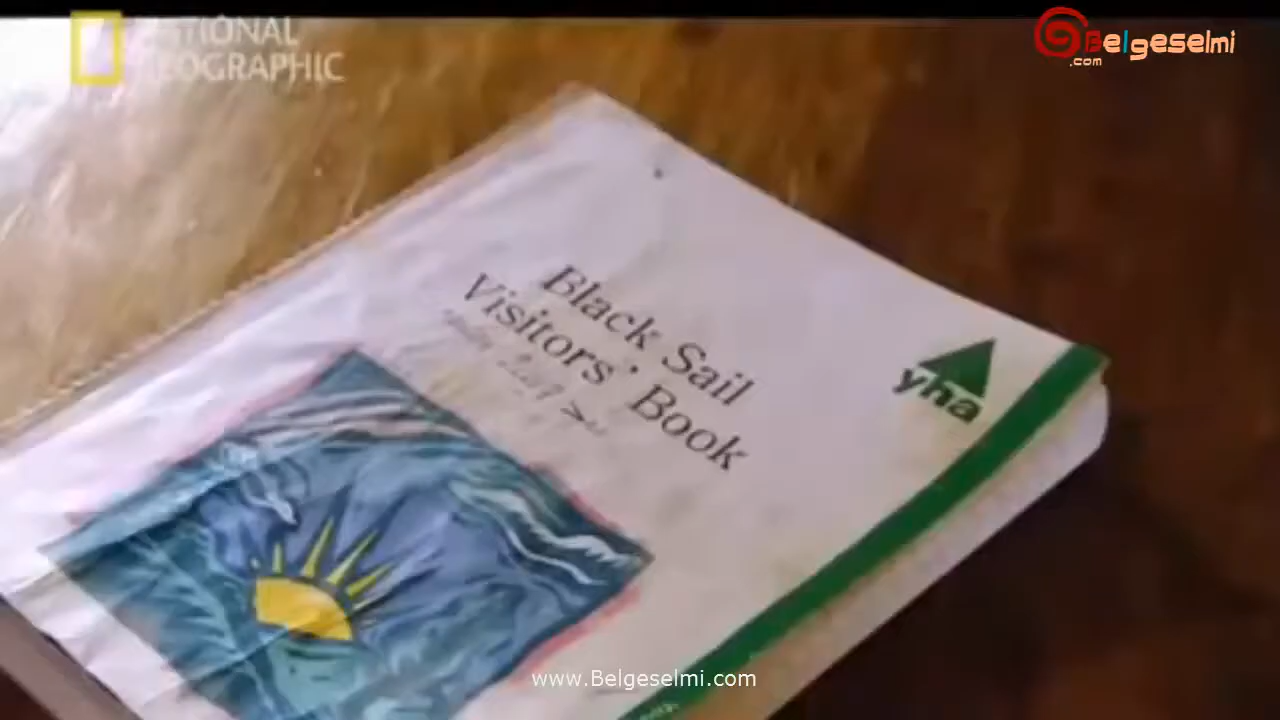 NATIONAL
GEOGRAPHIC
Belgeselmi
.com
Black Sail
Visitors' Book
yha
www.Belgeselmi.com